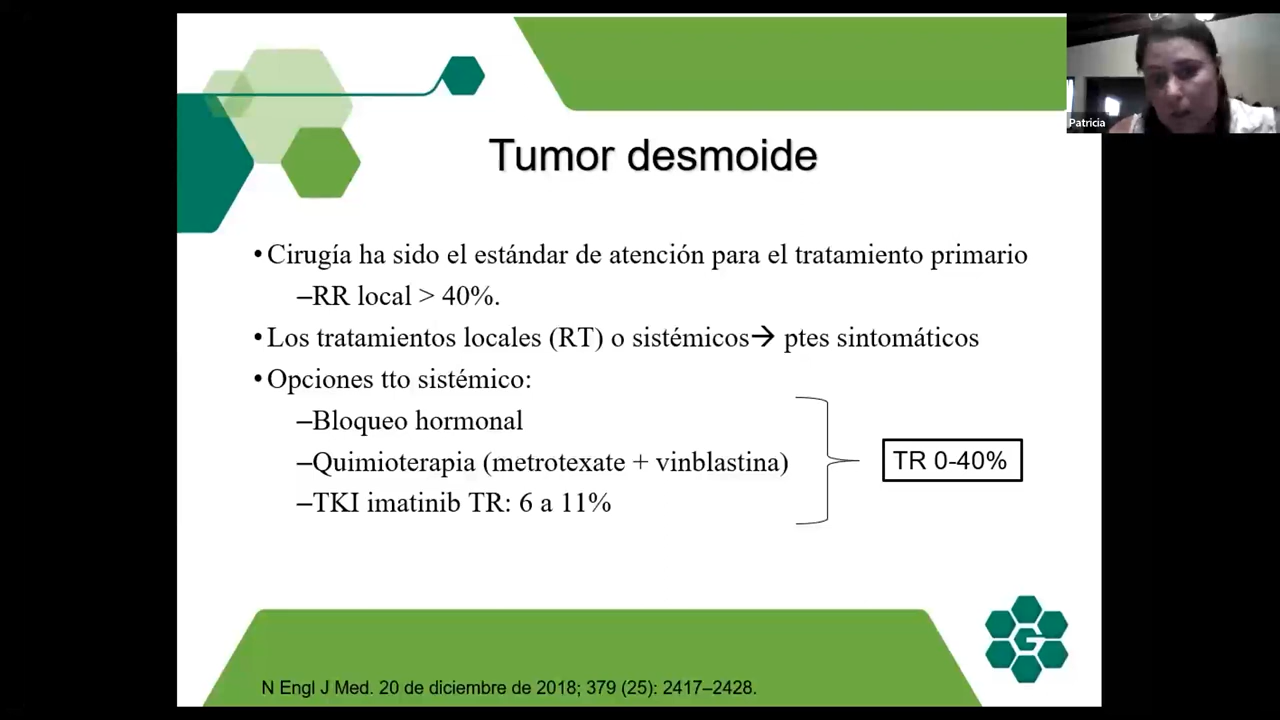 Patricia
Tumor desmoide
• Cirugía ha sido el estándar de atención para el tratamiento primario
–RR local > 40%.
• Los tratamientos locales (RT) o sistémicos→ ptes sintomáticos
• Opciones tto sistémico:
–Bloqueo hormonal
–Quimioterapia (metrotexate + vinblastina)
–TKI imatinib TR: 6 a 11%
TR 0-40%
G
N Engl J Med. 20 de diciembre de 2018; 379 (25): 2417–2428.